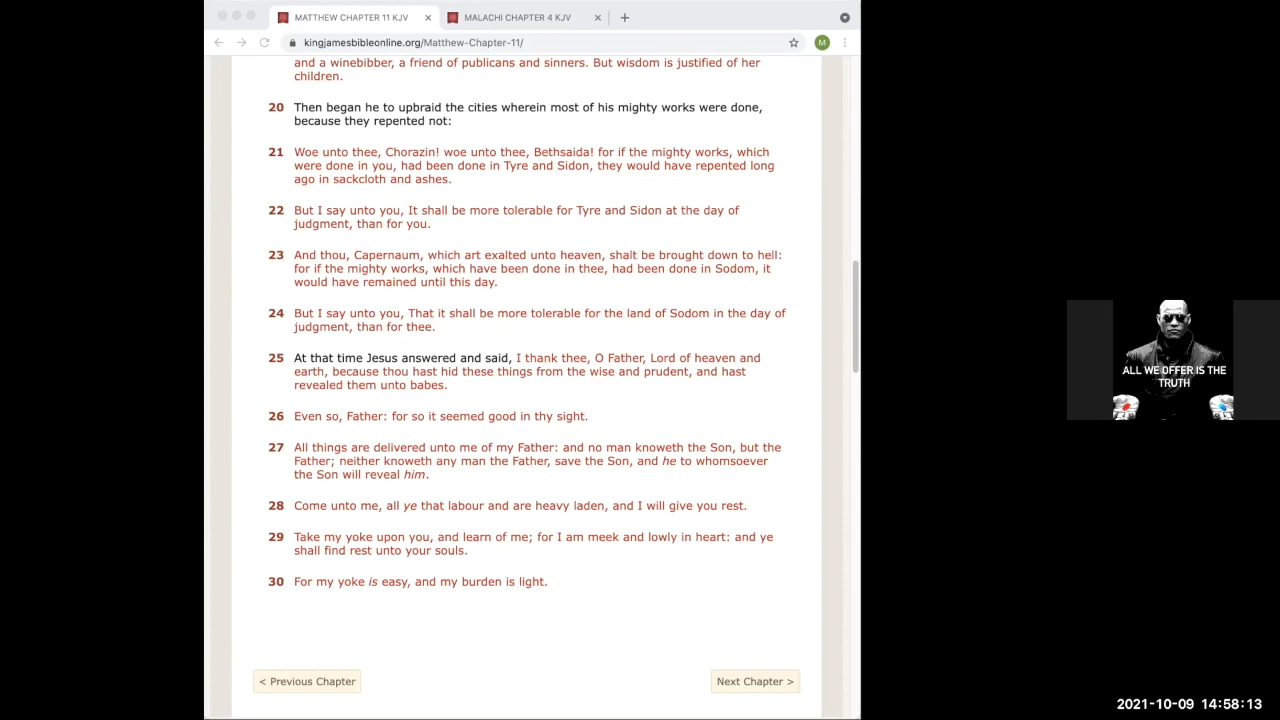 MATTHEW CHAPTER 11 KJV
MALACHI CHAPTER 4 KJV
kingjamesbibleonline.org/Matthew-Chapter-11/
M
and a winebibber, a friend of publicans and sinners. But wisdom is justified of her
children.
20 Then began he to upbraid the cities wherein most of his mighty works were done,
because they repented not:
21 Woe unto thee, Chorazin! woe unto thee, Bethsaida! for if the mighty works, which
were done in you, had been done in Tyre and Sidon, they would have repented long
ago in sackcloth and ashes.
22 But I say unto you, It shall be more tolerable for Tyre and Sidon at the day of
judgment, than for you.
23 And thou, Capernaum, which art exalted unto heaven, shalt be brought down to hell:
for if the mighty works, which have been done in thee, had been done in Sodom, it
would have remained until this day.
24 But I say unto you, That it shall be more tolerable for the land of Sodom in the day of
judgment, than for thee.
25 At that time Jesus answered and said, I thank thee, O Father, Lord of heaven and
earth, because thou hast hid these things from the wise and prudent, and hast
revealed them unto babes.
26 Even so, Father: for so it seemed good in thy sight.
27 All things are delivered unto me of my Father: and no man knoweth the Son, but the
Father; neither knoweth any man the Father, save the Son, and he to whomsoever
the Son will reveal him.
28 Come unto me, all ye that labour and are heavy laden, and I will give you rest.
29 Take my yoke upon you, and learn of me; for I am meek and lowly in heart: and ye
shall find rest unto your souls.
30 For my yoke is easy, and my burden is light.
< Previous Chapter
Next Chapter >
ALL WE OFFER IS THE
TRUTH
2021-10-09 14:58:13